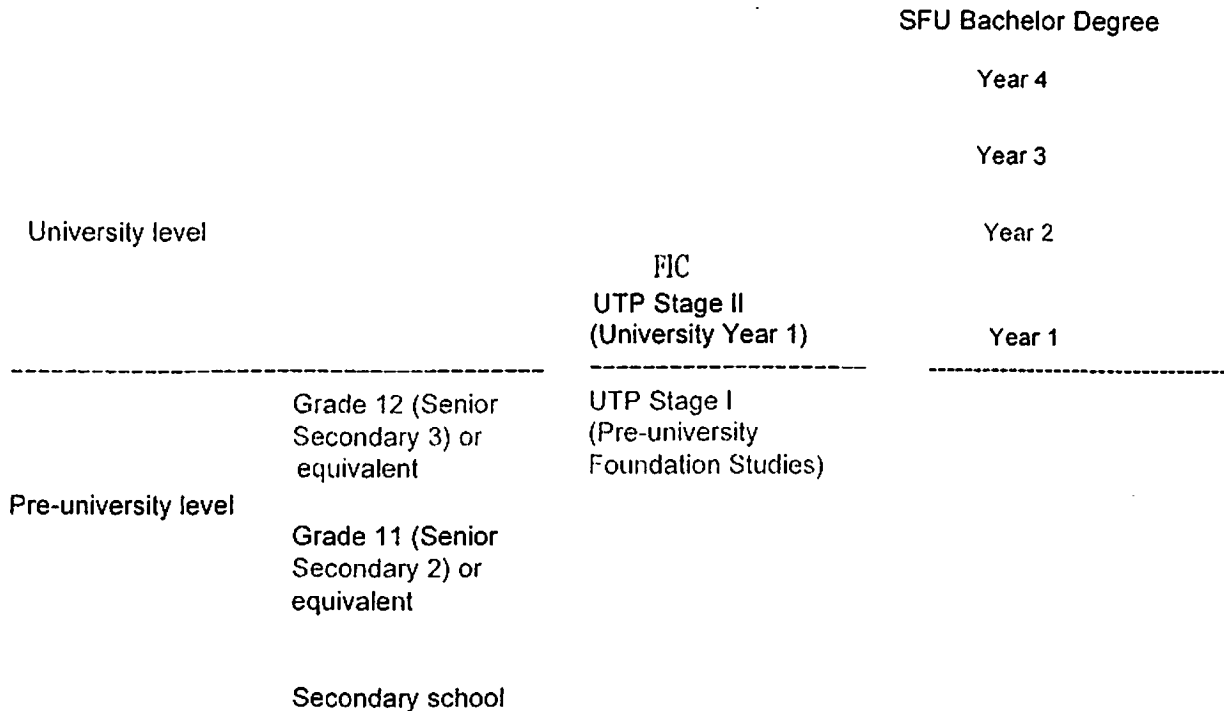 SFU Bachelor Degree
Year 4
Year 3
University level
Year 2
FIC
UTP Stage II
(University Year 1)
Year 1
Grade 12 (Senior
Secondary 3) or
equivalent
UTP Stage I
(Pre-university
Foundation Studies)
Pre-university level
Grade 11 (Senior
Secondary 2) or
equivalent
Secondary school